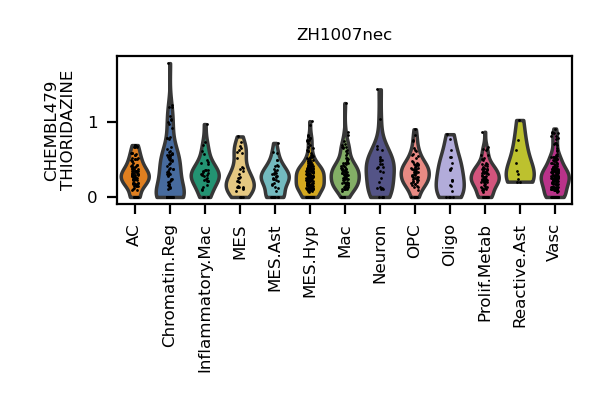 ZH1007nec
CHEMBL479
THIORIDAZINE
1
0
AC
Chromatin.Reg
Inflammatory.Mac
MES
MES.Ast
MES.Hyp
Mac
Neuron
OPC
Oligo
Prolif.Metab
Reactive.Ast
Vasc